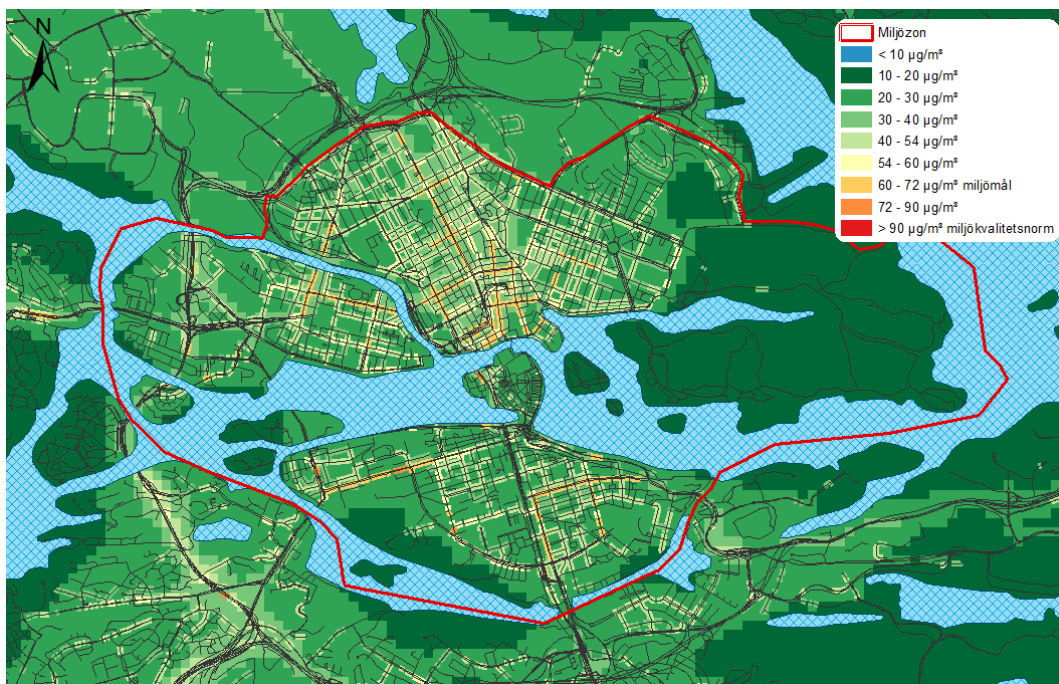 N
Miljözon
< 10 µg/m³
10 - 20 µg/m³
20 - 30 µg/m³
30 - 40 µg/m³
40 - 54 µg/m³
54 - 60 µg/m³
60 - 72 µg/m³ miljömål
72 - 90 µg/m³
> 90 µg/m³ miljökvalitetsnorm